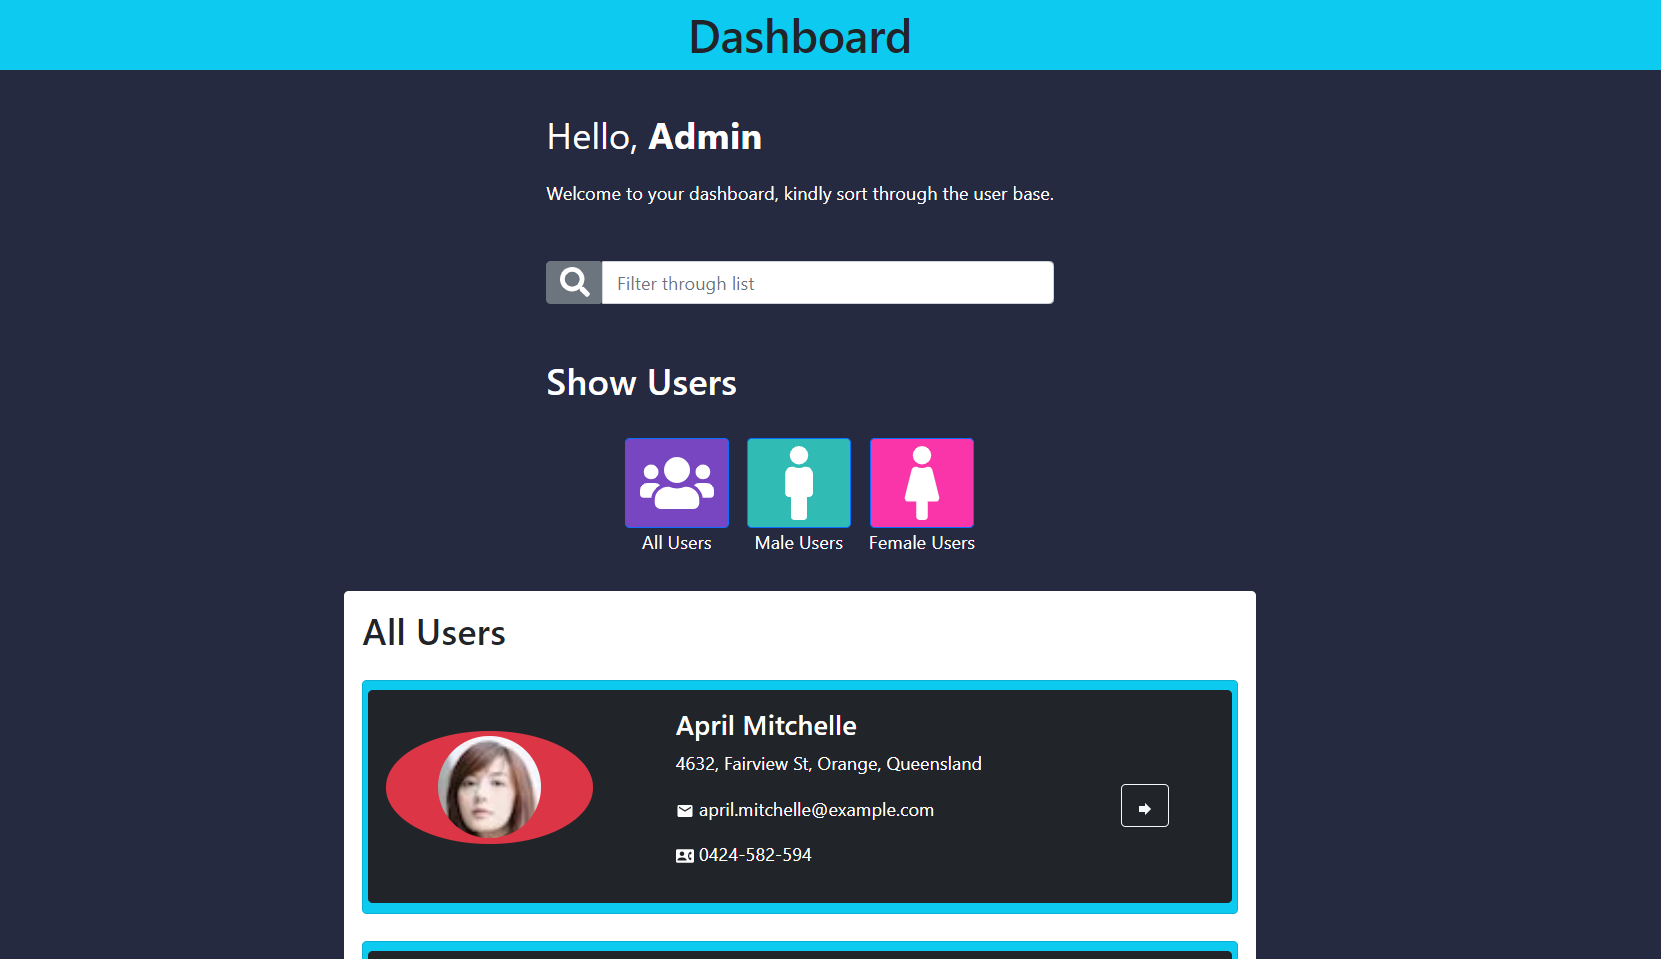 Dashboard
Hello, Admin
Welcome to your dashboard, kindly sort through the user base.
Filter through list
Show Users
All Users
Male Users
Female Users
All Users
April Mitchelle
4632, Fairview St, Orange, Queensland
april.mitchelle@example.com
0424-582-594